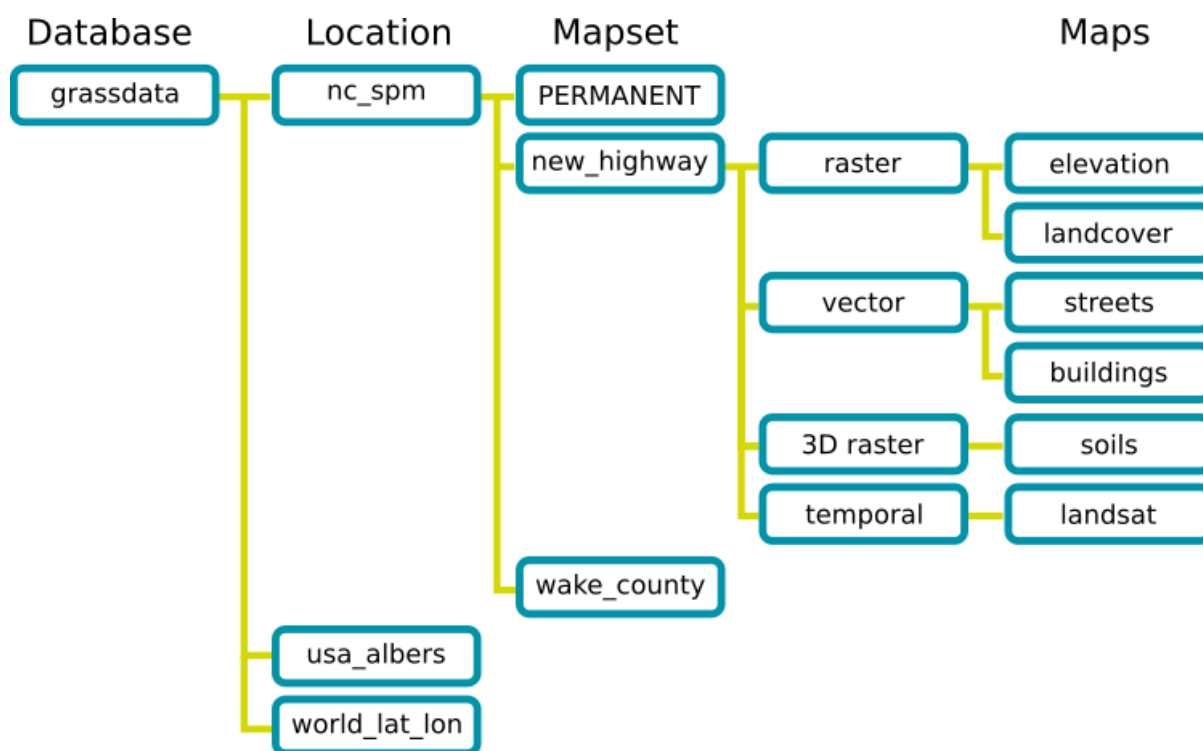 Database
Location
Mapset
Maps
grassdata
nc_spm
PERMANENT
new_highway
raster
elevation
landcover
vector
streets
buildings
3D raster
soils
temporal
landsat
wake_county
usa_albers
world_lat_lon